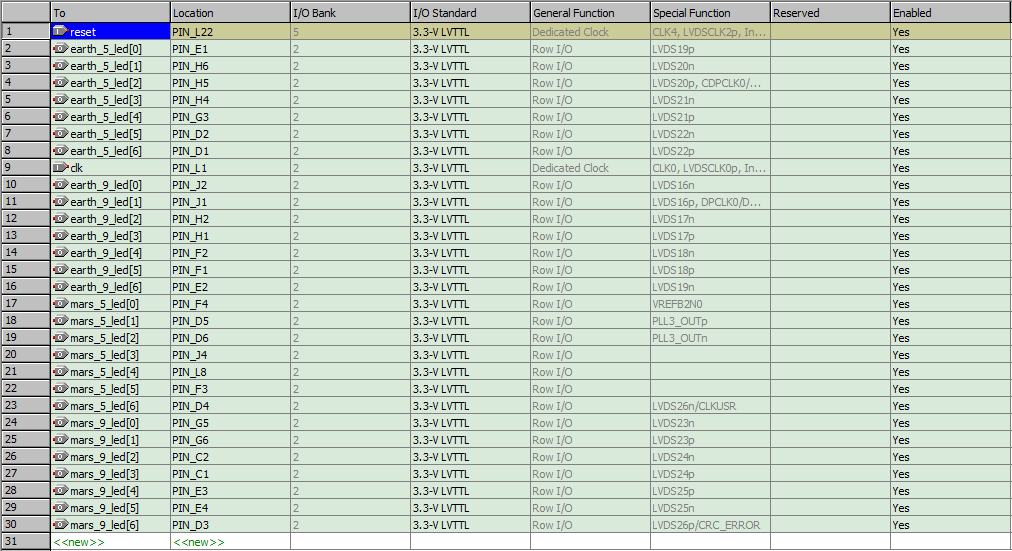 To Location I/O Bank I/O Standard General Function Special Function Reserved Enabled
1 reset PIN_L22 5 3.3-V LVTTL Dedicated Clock CLK4, LVDSCLK2p, In... Yes
2 earth_5_led[0] PIN_E1 2 3.3-V LVTTL Row I/O LVDS19p Yes
3 earth_5_led[1] PIN_H6 2 3.3-V LVTTL Row I/O LVDS20n Yes
4 earth_5_led[2] PIN_H5 2 3.3-V LVTTL Row I/O LVDS20p, CDPCLK0/... Yes
5 earth_5_led[3] PIN_H4 2 3.3-V LVTTL Row I/O LVDS21n Yes
6 earth_5_led[4] PIN_G3 2 3.3-V LVTTL Row I/O LVDS21p Yes
7 earth_5_led[5] PIN_D2 2 3.3-V LVTTL Row I/O LVDS22n Yes
8 earth_5_led[6] PIN_D1 2 3.3-V LVTTL Row I/O LVDS22p Yes
9 clk PIN_L1 2 3.3-V LVTTL Dedicated Clock CLK0, LVDSCLK0p, In... Yes
10 earth_9_led[0] PIN_J2 2 3.3-V LVTTL Row I/O LVDS16n Yes
11 earth_9_led[1] PIN_J1 2 3.3-V LVTTL Row I/O LVDS16p, DPCLK0/D... Yes
12 earth_9_led[2] PIN_H2 2 3.3-V LVTTL Row I/O LVDS17n Yes
13 earth_9_led[3] PIN_H1 2 3.3-V LVTTL Row I/O LVDS17p Yes
14 earth_9_led[4] PIN_F2 2 3.3-V LVTTL Row I/O LVDS18n Yes
15 earth_9_led[5] PIN_F1 2 3.3-V LVTTL Row I/O LVDS18p Yes
16 earth_9_led[6] PIN_E2 2 3.3-V LVTTL Row I/O LVDS19n Yes
17 mars_5_led[0] PIN_F4 2 3.3-V LVTTL Row I/O VREFB2N0 Yes
18 mars_5_led[1] PIN_D5 2 3.3-V LVTTL Row I/O PLL3_OUTp Yes
19 mars_5_led[2] PIN_D6 2 3.3-V LVTTL Row I/O PLL3_OUTn Yes
20 mars_5_led[3] PIN_J4 2 3.3-V LVTTL Row I/O Yes
21 mars_5_led[4] PIN_L8 2 3.3-V LVTTL Row I/O Yes
22 mars_5_led[5] PIN_F3 2 3.3-V LVTTL Row I/O Yes
23 mars_5_led[6] PIN_D4 2 3.3-V LVTTL Row I/O LVDS26n/CLKUSR Yes
24 mars_9_led[0] PIN_G5 2 3.3-V LVTTL Row I/O LVDS23n Yes
25 mars_9_led[1] PIN_G6 2 3.3-V LVTTL Row I/O LVDS23p Yes
26 mars_9_led[2] PIN_C2 2 3.3-V LVTTL Row I/O LVDS24n Yes
27 mars_9_led[3] PIN_C1 2 3.3-V LVTTL Row I/O LVDS24p Yes
28 mars_9_led[4] PIN_E3 2 3.3-V LVTTL Row I/O LVDS25p Yes
29 mars_9_led[5] PIN_E4 2 3.3-V LVTTL Row I/O LVDS25n Yes
30 mars_9_led[6] PIN_D3 2 3.3-V LVTTL Row I/O LVDS26p/CRC_ERROR Yes
31 <<new>> <<new>>